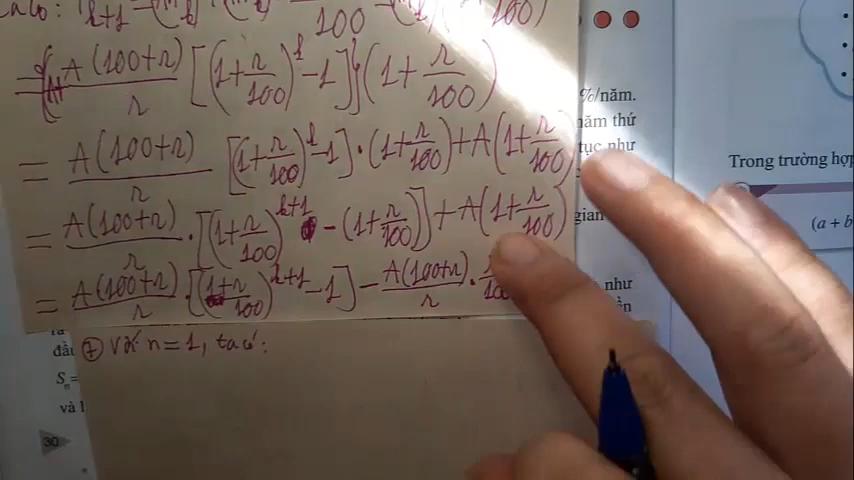 100
= {A + A(100+r)/r [(1+r/100)^k -1]}(1+r/100)
= A(100+r)/r [(1+r/100)^k -1]·(1+r/100)+A(1+r/100)
= A(100+r)/r ·[(1+r/100)^k+1 -(1+r/100)]+A(1+r/100)
= A(100+r)/r ·[(1+r/100)^k+1 -1] - A(100+r)/r ·
+ Với n=1, ta có:
%/năm.
năm thứ
tục như
gian
như
Trong trường hợp
(a + b
và
30